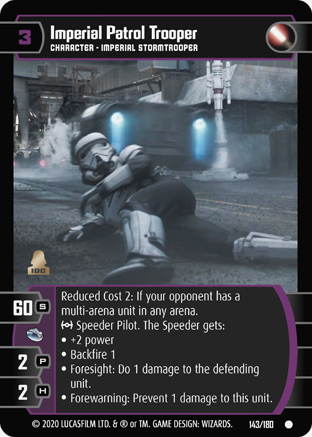 3
Imperial Patrol Trooper
CHARACTER - IMPERIAL STORMTROOPER
IDC
60 S
2 P
2 H
Reduced Cost 2: If your opponent has a
multi-arena unit in any arena.
Speeder Pilot. The Speeder gets:
• +2 power
• Backfire 1
• Foresight: Do 1 damage to the defending
unit.
• Forewarning: Prevent 1 damage to this unit.
© 2020 LUCASFILM LTD. & ® or TM. GAME DESIGN: WIZARDS. 143/180